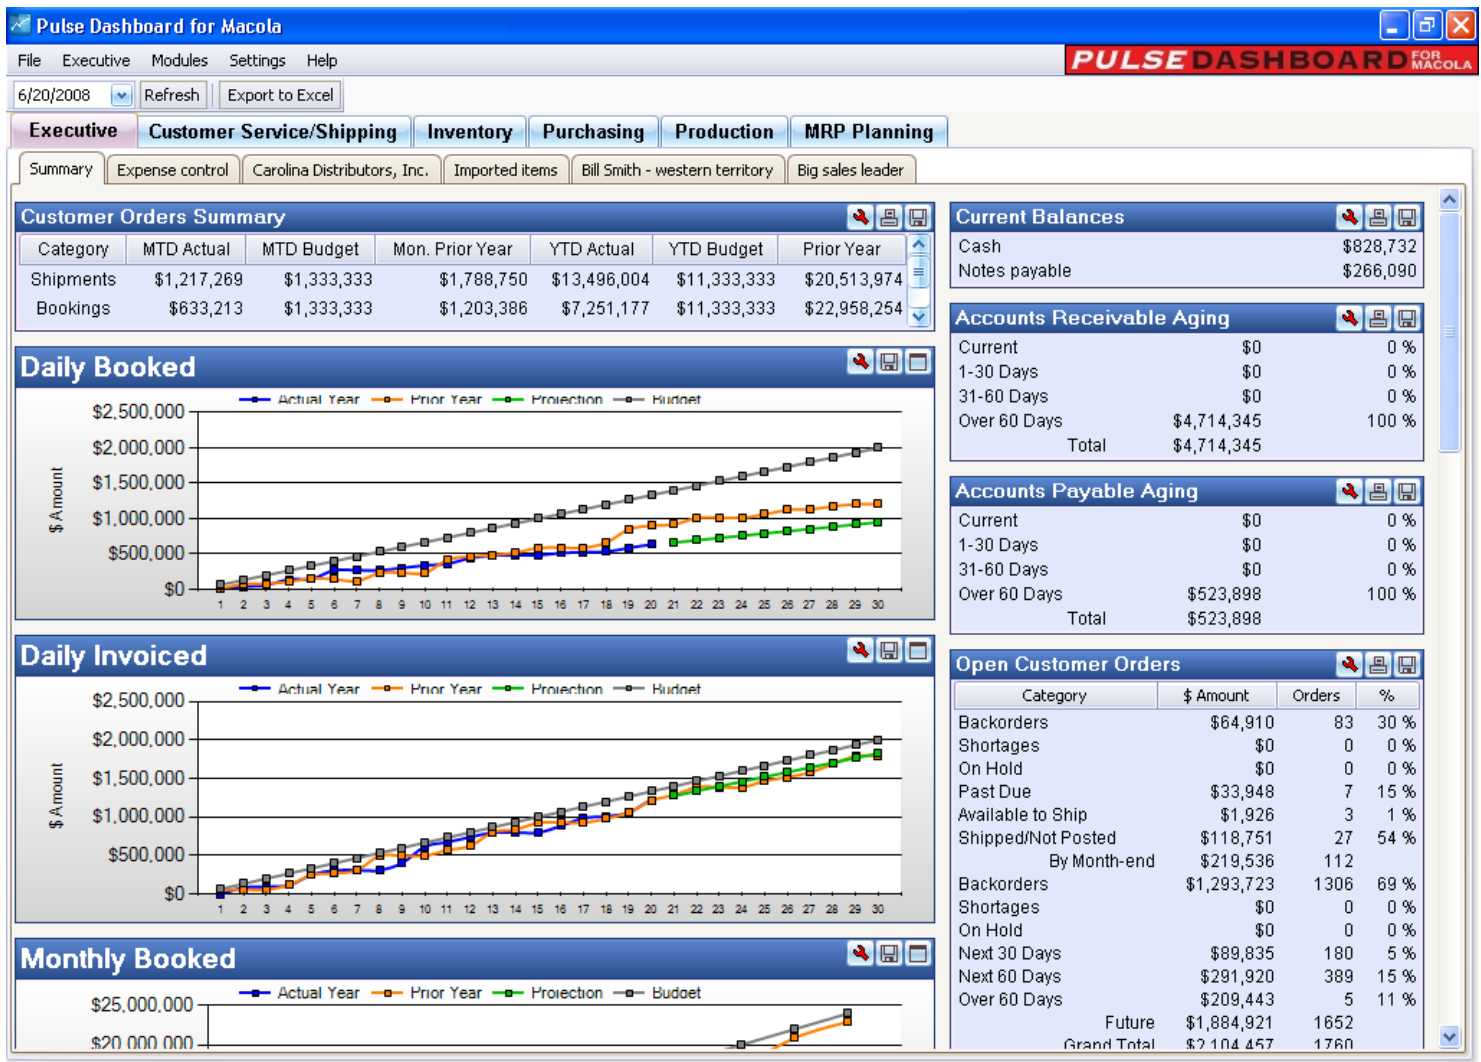 Pulse Dashboard for Macola
File Executive Modules Settings Help
PULSE DASHBOARD FOR MACOLA
6/20/2008 Refresh Export to Excel
Executive Customer Service/Shipping Inventory Purchasing Production MRP Planning
Summary Expense control Carolina Distributors, Inc. Imported items Bill Smith - western territory Big sales leader
Customer Orders Summary
Category MTD Actual MTD Budget Mon. Prior Year YTD Actual YTD Budget Prior Year
Shipments $1,217,269 $1,333,333 $1,788,750 $13,496,004 $11,333,333 $20,513,974
Bookings $633,213 $1,333,333 $1,203,386 $7,251,177 $11,333,333 $22,958,254
Daily Booked
Actual Year Prior Year Projection Budget
$2,500,000
$2,000,000
$1,500,000
$1,000,000
$500,000
$0
$ Amount
1 2 3 4 5 6 7 8 9 10 11 12 13 14 15 16 17 18 19 20 21 22 23 24 25 26 27 28 29 30
Daily Invoiced
Actual Year Prior Year Projection Budget
$2,500,000
$2,000,000
$1,500,000
$1,000,000
$500,000
$0
$ Amount
1 2 3 4 5 6 7 8 9 10 11 12 13 14 15 16 17 18 19 20 21 22 23 24 25 26 27 28 29 30
Monthly Booked
Actual Year Prior Year Projection Budget
$25,000,000
$20,000,000
Current Balances
Cash $828,732
Notes payable $266,090
Accounts Receivable Aging
Current $0 0 %
1-30 Days $0 0 %
31-60 Days $0 0 %
Over 60 Days $4,714,345 100 %
Total $4,714,345
Accounts Payable Aging
Current $0 0 %
1-30 Days $0 0 %
31-60 Days $0 0 %
Over 60 Days $523,898 100 %
Total $523,898
Open Customer Orders
Category $ Amount Orders %
Backorders $64,910 83 30 %
Shortages $0 0 0 %
On Hold $0 0 0 %
Past Due $33,948 7 15 %
Available to Ship $1,926 3 1 %
Shipped/Not Posted $118,751 27 54 %
By Month-end $219,536 112
Backorders $1,293,723 1306 69 %
Shortages $0 0 0 %
On Hold $0 0 0 %
Next 30 Days $89,835 180 5 %
Next 60 Days $291,920 389 15 %
Over 60 Days $209,443 5 11 %
Future $1,884,921 1652
Grand Total $2,104,457 1760